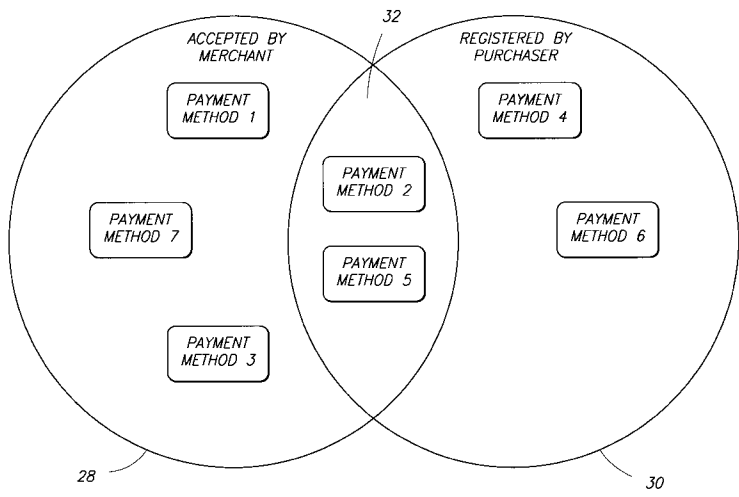 32
ACCEPTED BY
MERCHANT
REGISTERED BY
PURCHASER
PAYMENT
METHOD 1
PAYMENT
METHOD 4
PAYMENT
METHOD 2
PAYMENT
METHOD 7
PAYMENT
METHOD 6
PAYMENT
METHOD 5
PAYMENT
METHOD 3
28
30